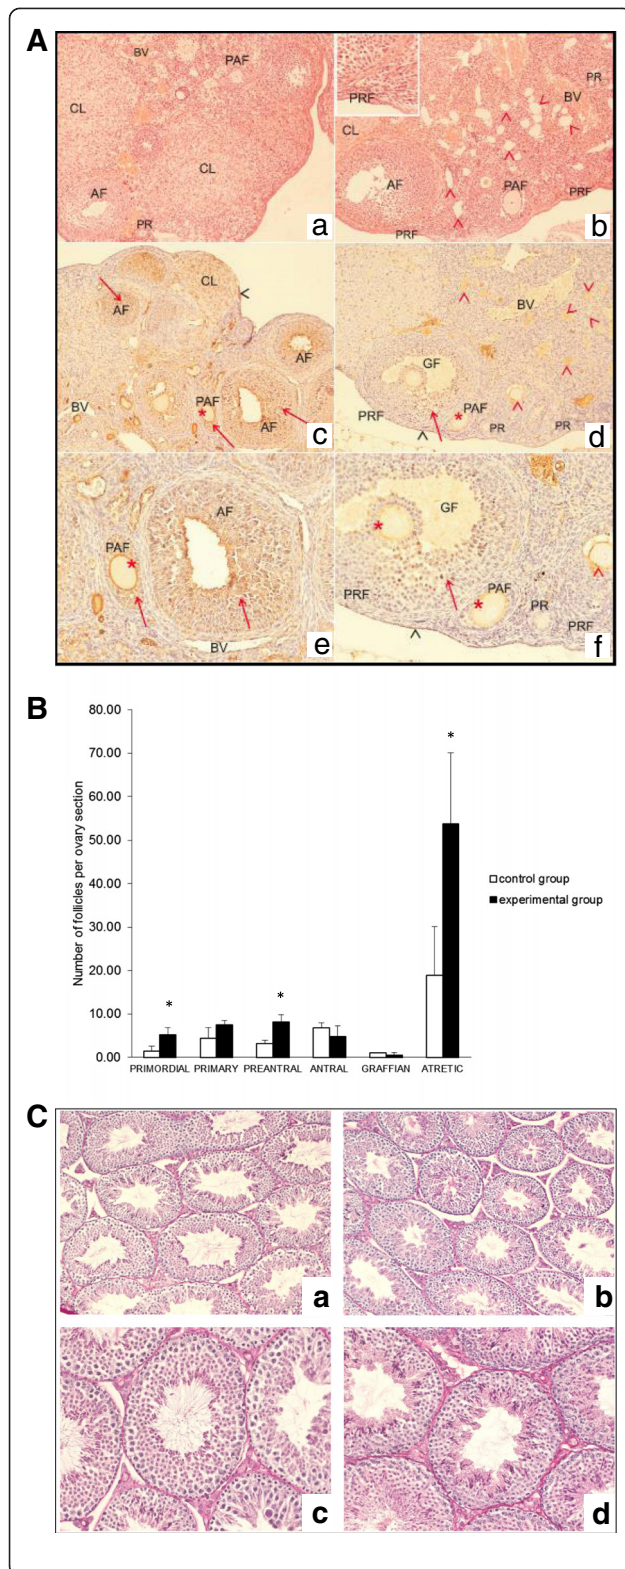 A
BV
PAF
CL
CL
AF
PR
a
PRF
PR
BV
CL
AF
PAF
PRF
PRF
b
CL
AF
AF
PAF
*
BV
AF
c
BV
GF
PAF
*
PRF
PR
PR
d
AF
PAF
*
BV
e
GF
*
PAF
*
PRF
PR
PRF
f
B
80.00
70.00
60.00
50.00
40.00
30.00
20.00
10.00
0.00
Number of follicles per ovary section
*
*
*
PRIMORDIAL PRIMARY PREANTRAL ANTRAL GRAFFIAN ATRETIC
control group
experimental group
C
a
b
c
d